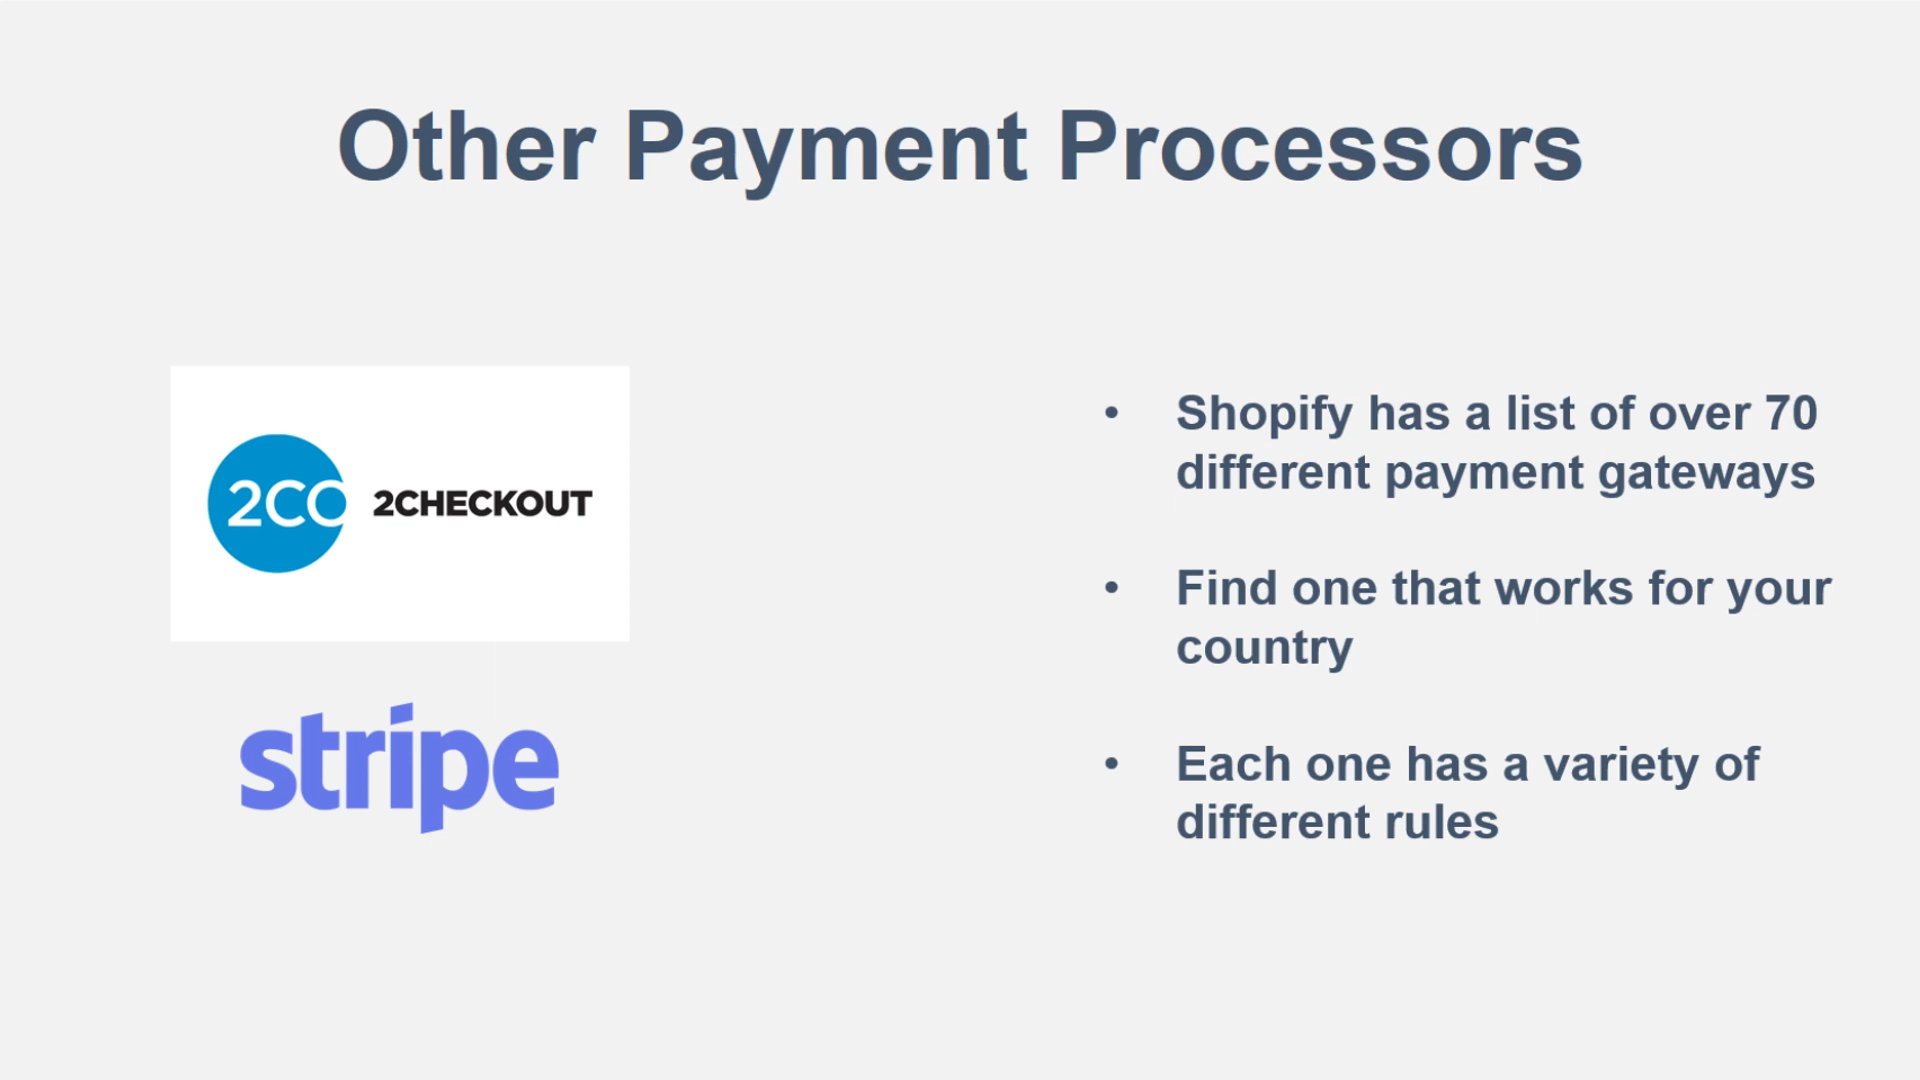 Other Payment Processors
2CO 2CHECKOUT
stripe
• Shopify has a list of over 70
different payment gateways
• Find one that works for your
country
• Each one has a variety of
different rules